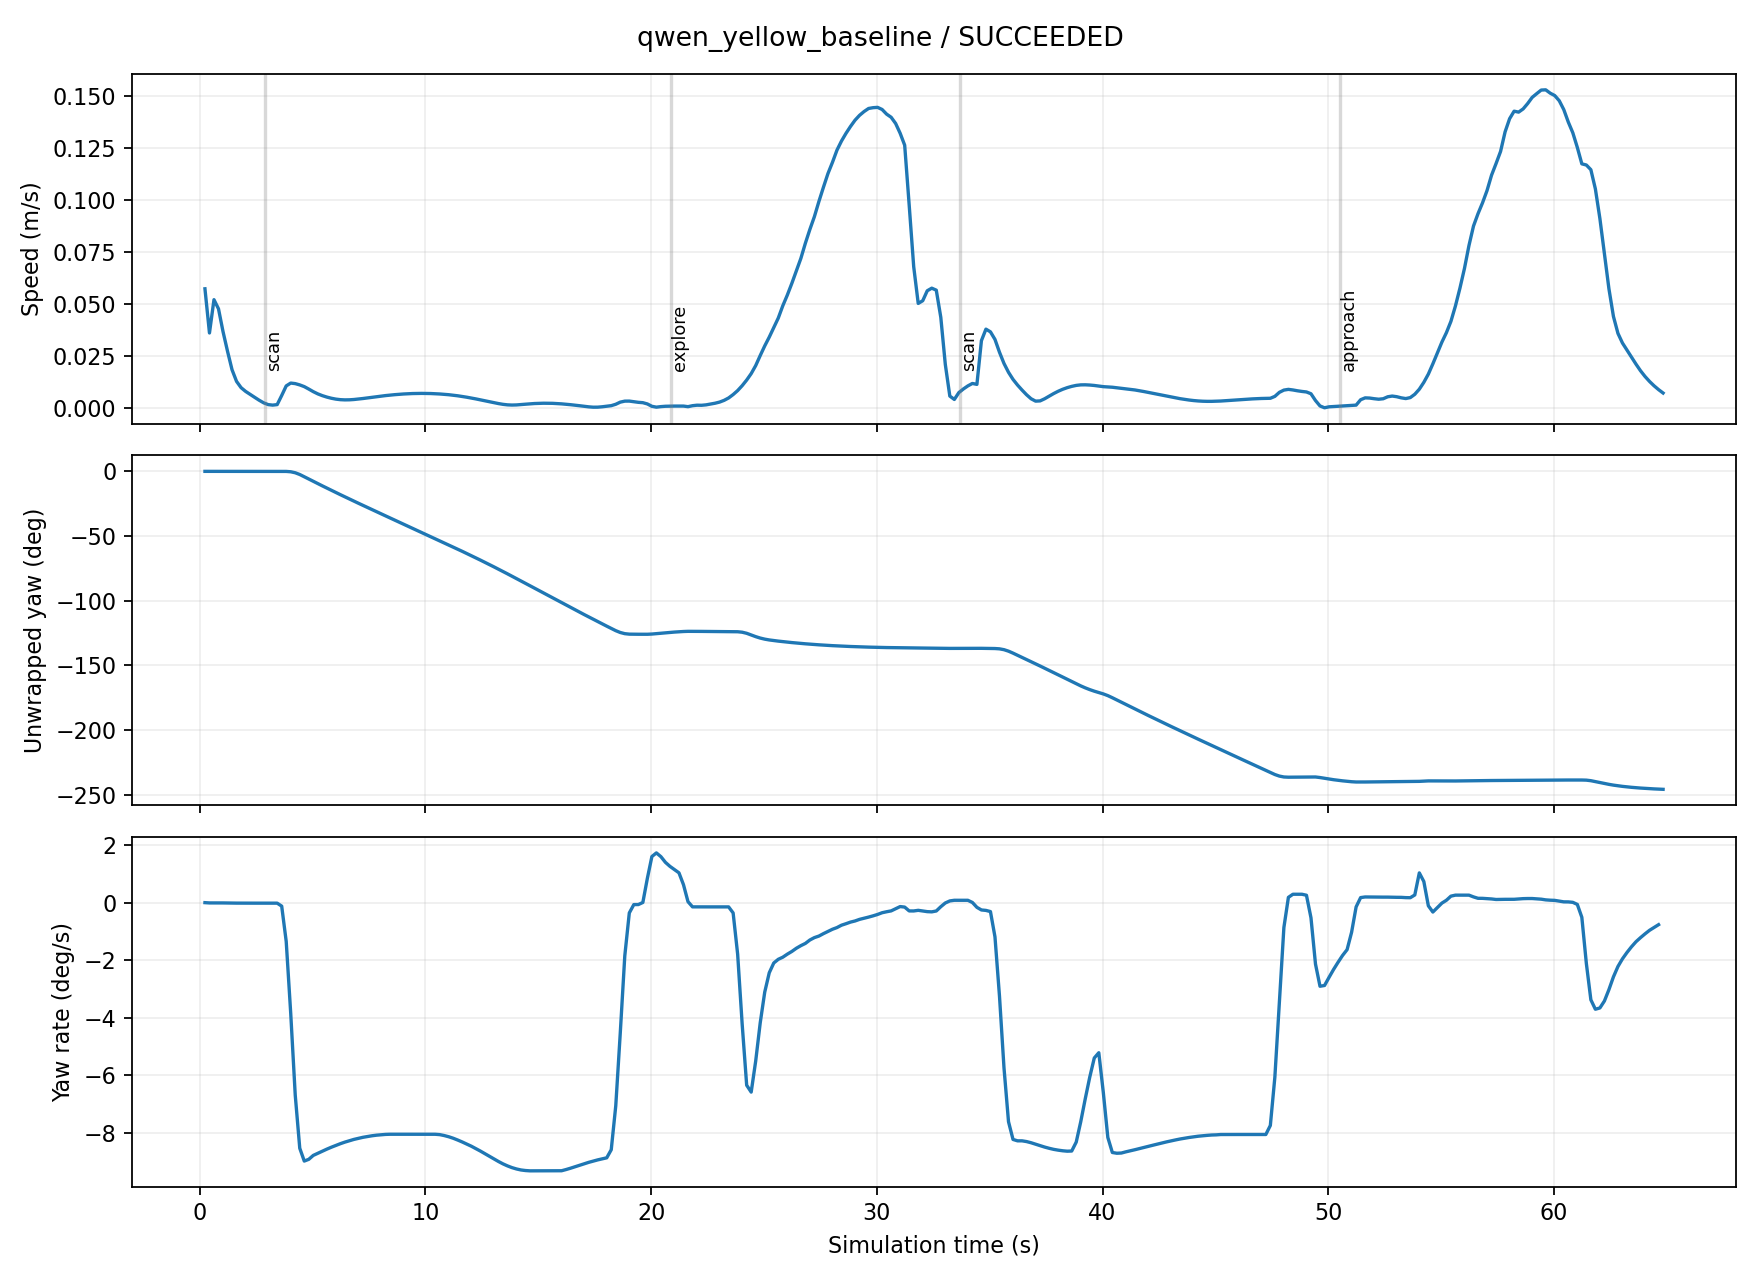 qwen_yellow_baseline / SUCCEEDED
0.150
0.125
0.100
0.075
0.050
0.025
0.000
Speed (m/s)
scan
explore
scan
approach
0
−50
−100
−150
−200
−250
Unwrapped yaw (deg)
2
0
−2
−4
−6
−8
Yaw rate (deg/s)
0 10 20 30 40 50 60
Simulation time (s)